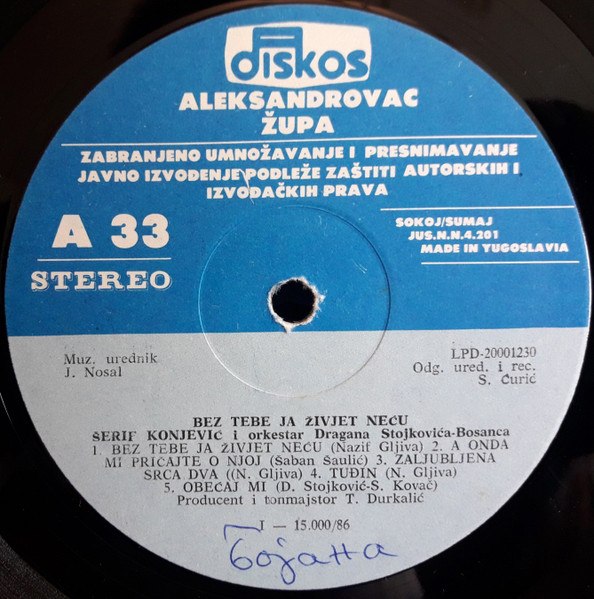 diskos
ALEKSANDROVAC
ŽUPA
ZABRANJENO UMNOŽAVANJE I PRESNIMAVANJE
JAVNO IZVOĐENJE PODLEŽE ZAŠTITI AUTORSKIH I
IZVOĐAČKIH PRAVA
A 33
STEREO
SOKOJ/SUMAJ
JUS.N.N.4.201
MADE IN YUGOSLAVIA
Muz. urednik
J. Nosal
LPD-20001230
Odg. ured. i rec.
S. Ćurić
BEZ TEBE JA ŽIVJET NEĆU
ŠERIF KONJEVIĆ i orkestar Dragana Stojkovića-Bosanca
1. BEZ TEBE JA ŽIVJET NEĆU (Nazif Gljiva) 2. A ONDA
MI PRIČAJTE O NJOJ (Šaban Šaulić) 3. ZALJUBLJENA
SRCA DVA ((N. Gljiva) 4. TUĐIN (N. Gljiva)
5. OBEĆAJ MI (D. Stojković-S. Kovač)
Producent i tonmajstor T. Durkalić
I — 15.000/86
Бојана